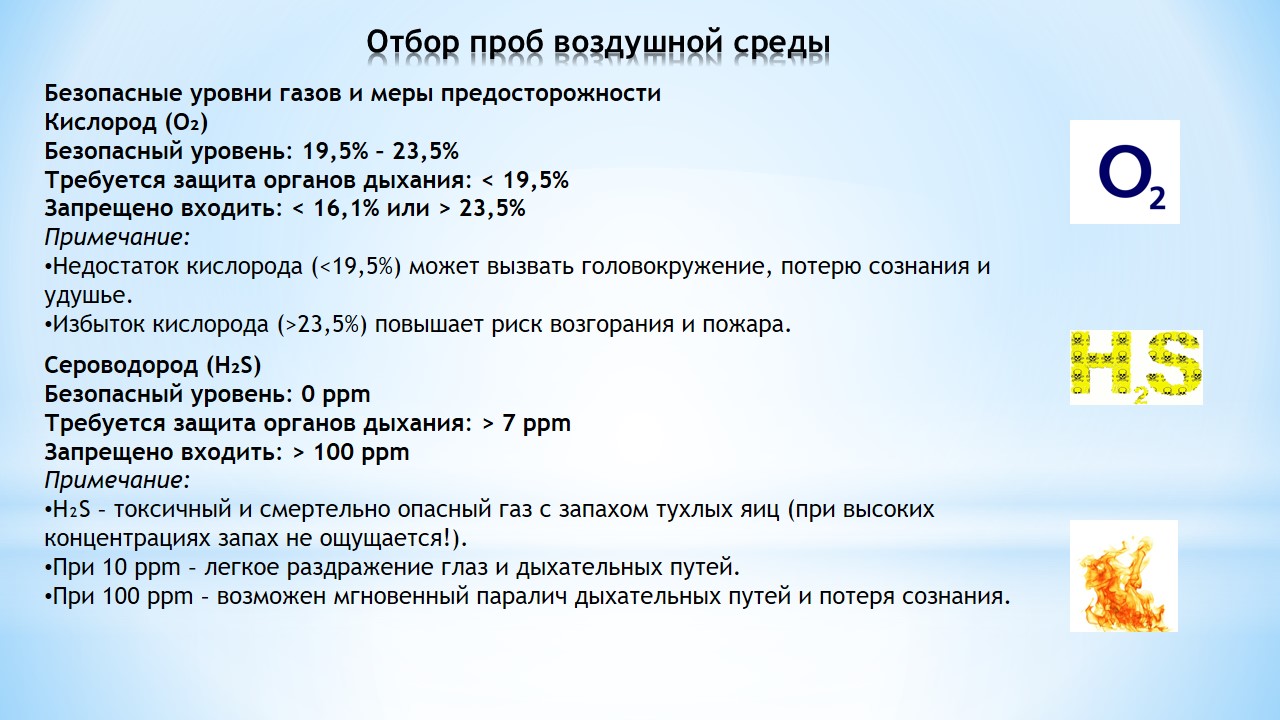 Отбор проб воздушной среды
Безопасные уровни газов и меры предосторожности
Кислород (O₂)
Безопасный уровень: 19,5% – 23,5%
Требуется защита органов дыхания: < 19,5%
Запрещено входить: < 16,1% или > 23,5%
Примечание:
•Недостаток кислорода (<19,5%) может вызвать головокружение, потерю сознания и
удушье.
•Избыток кислорода (>23,5%) повышает риск возгорания и пожара.
O₂
Сероводород (H₂S)
Безопасный уровень: 0 ppm
Требуется защита органов дыхания: > 7 ppm
Запрещено входить: > 100 ppm
Примечание:
•H₂S – токсичный и смертельно опасный газ с запахом тухлых яиц (при высоких
концентрациях запах не ощущается!).
•При 10 ppm – легкое раздражение глаз и дыхательных путей.
•При 100 ppm – возможен мгновенный паралич дыхательных путей и потеря сознания.
H₂S